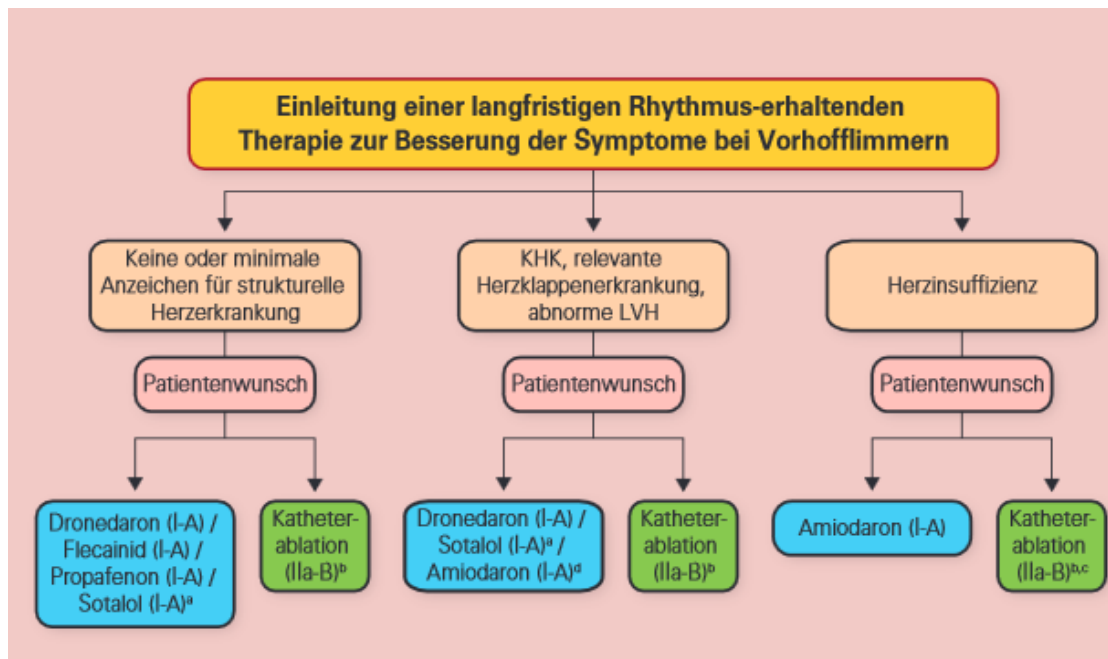 Einleitung einer langfristigen Rhythmus-erhaltenden
Therapie zur Besserung der Symptome bei Vorhofflimmern
Keine oder minimale
Anzeichen für strukturelle
Herzerkrankung
KHK, relevante
Herzklappenerkrankung,
abnorme LVH
Herzinsuffizienz
Patientenwunsch
Patientenwunsch
Patientenwunsch
Dronedaron (I-A) /
Flecainid (I-A) /
Propafenon (I-A) /
Sotalol (I-A)ᵃ
Katheter-
ablation
(IIa-B)ᵇ
Dronedaron (I-A) /
Sotalol (I-A)ᵃ /
Amiodaron (I-A)ᵈ
Katheter-
ablation
(IIa-B)ᵇ
Amiodaron (I-A)
Katheter-
ablation
(IIa-B)ᵇ,ᶜ